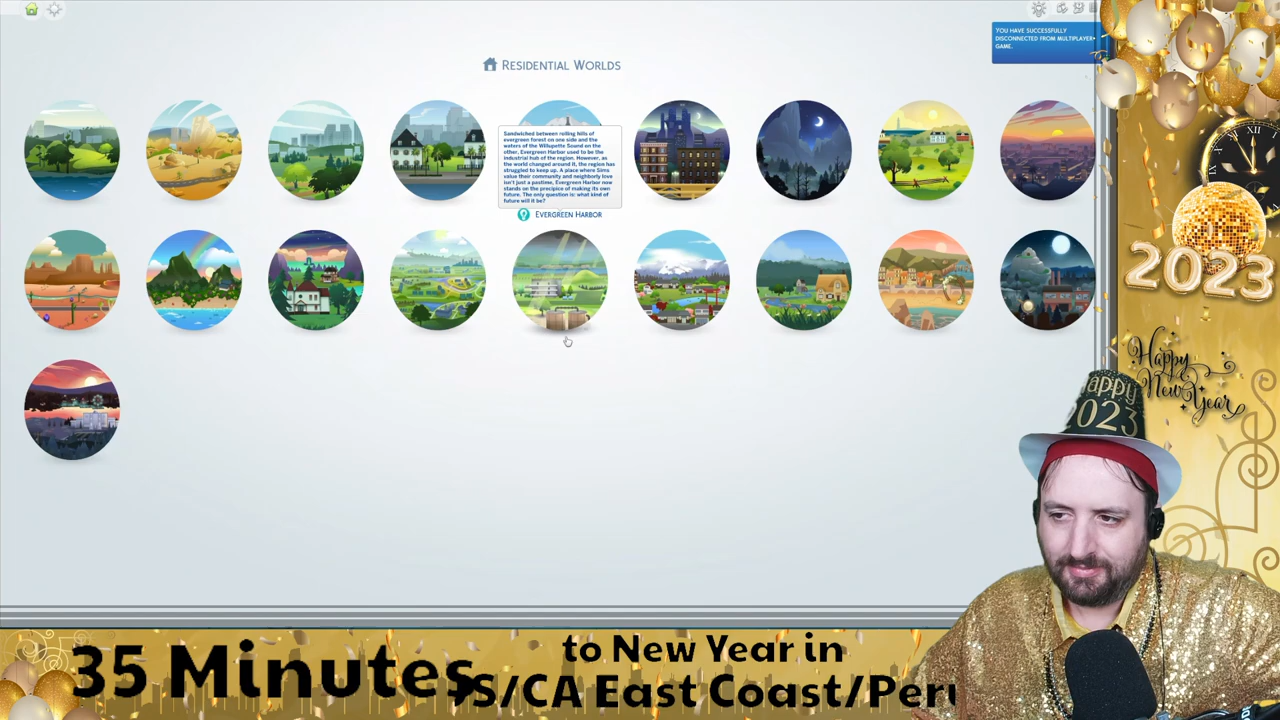 YOU HAVE SUCCESSFULLY
DISCONNECTED FROM MULTIPLAYER
GAME.
RESIDENTIAL WORLDS
Sandwiched between rolling hills of
evergreen forest on one side and the
waters of the Willupette Sound on the
other, Evergreen Harbor used to be the
industrial hub of the region. However, as
the world changed around it, the region has
struggled to keep up. A place where Sims
value their community and neighborly love
isn't just a pastime, Evergreen Harbor now
stands on the precipice of making its own
future. The only question is: what kind of
future will it be?
EVERGREEN HARBOR
XII
2023
Happy
New Year
appy
2023
35 Minutes
to New Year in
S/CA East Coast/Peru